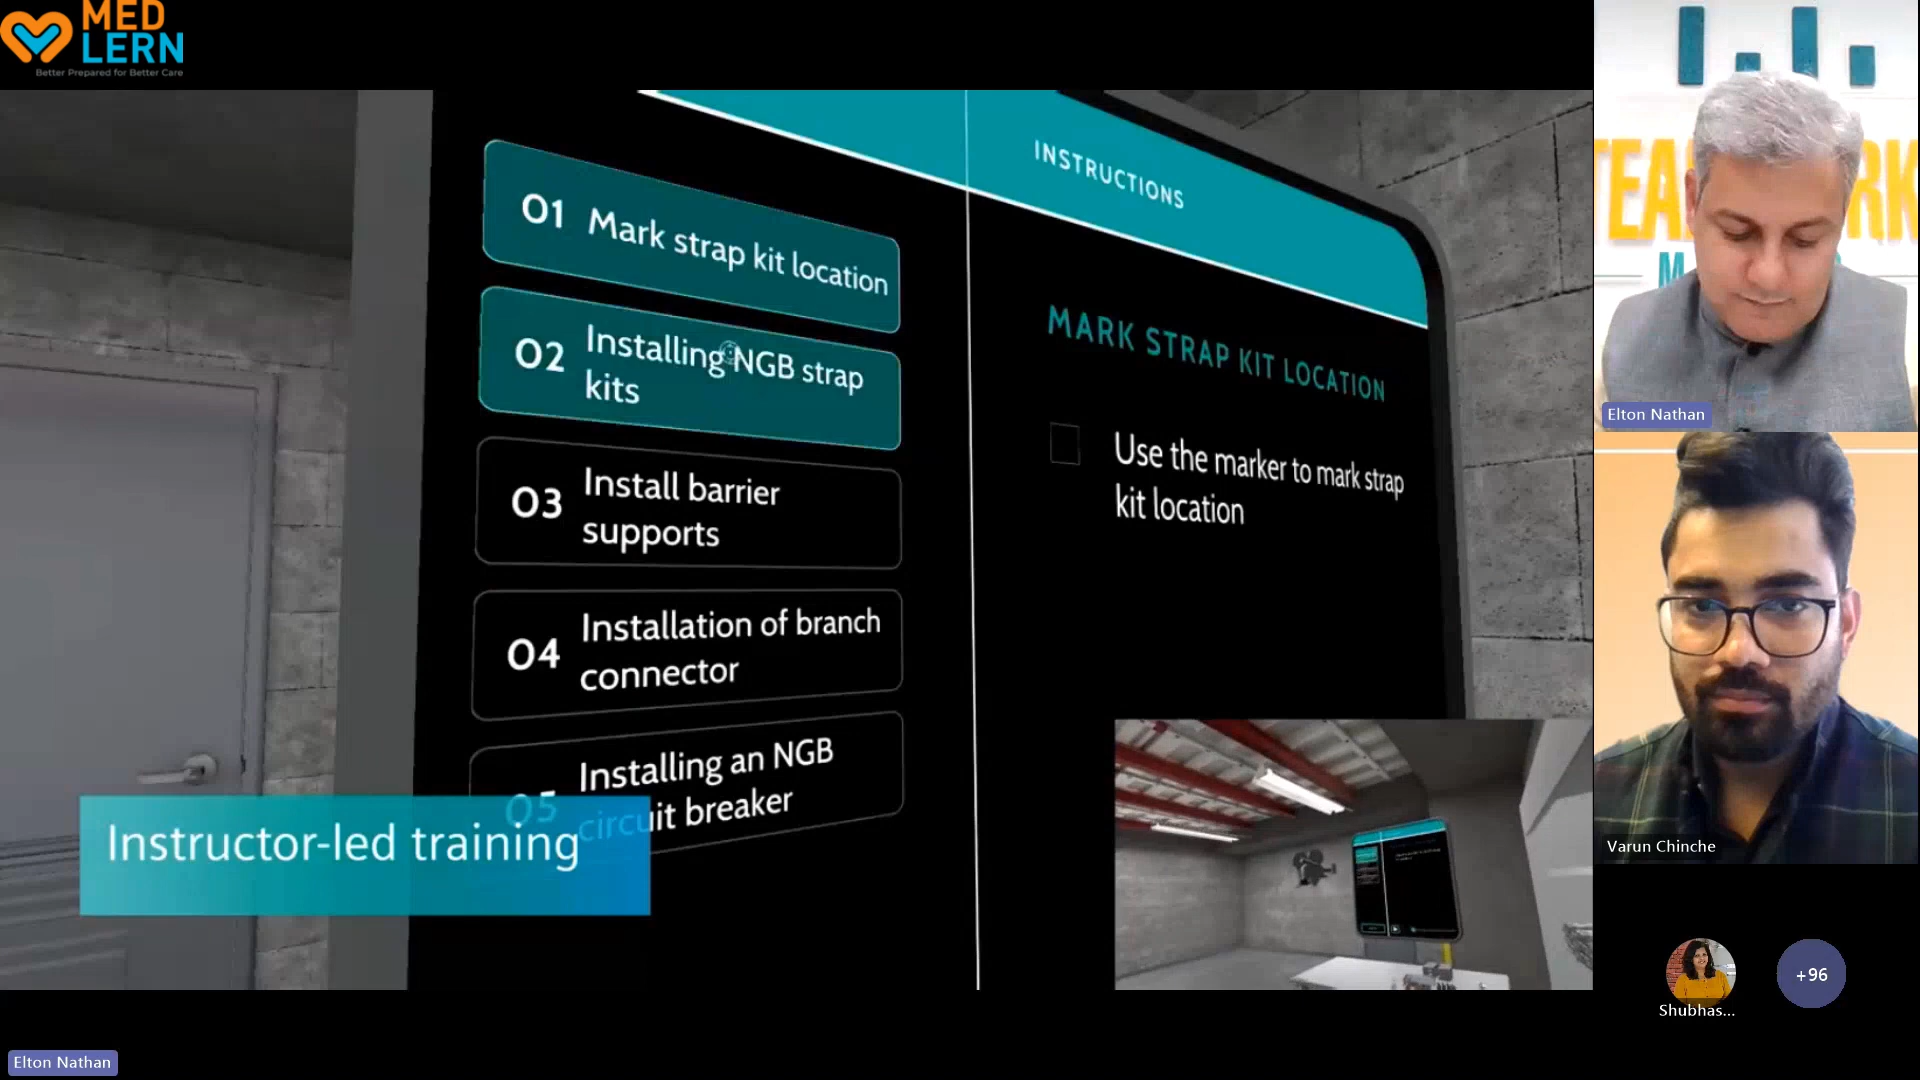 MED
LERN
Better Prepared for Better Care
INSTRUCTIONS
01 Mark strap kit location
02 Installing NGB strap
kits
03 Install barrier
supports
04 Installation of branch
connector
05 Installing an NGB
circuit breaker
MARK STRAP KIT LOCATION
Use the marker to mark strap
kit location
Instructor-led training
Elton Nathan
Varun Chinche
Shubhas...
+96
Elton Nathan